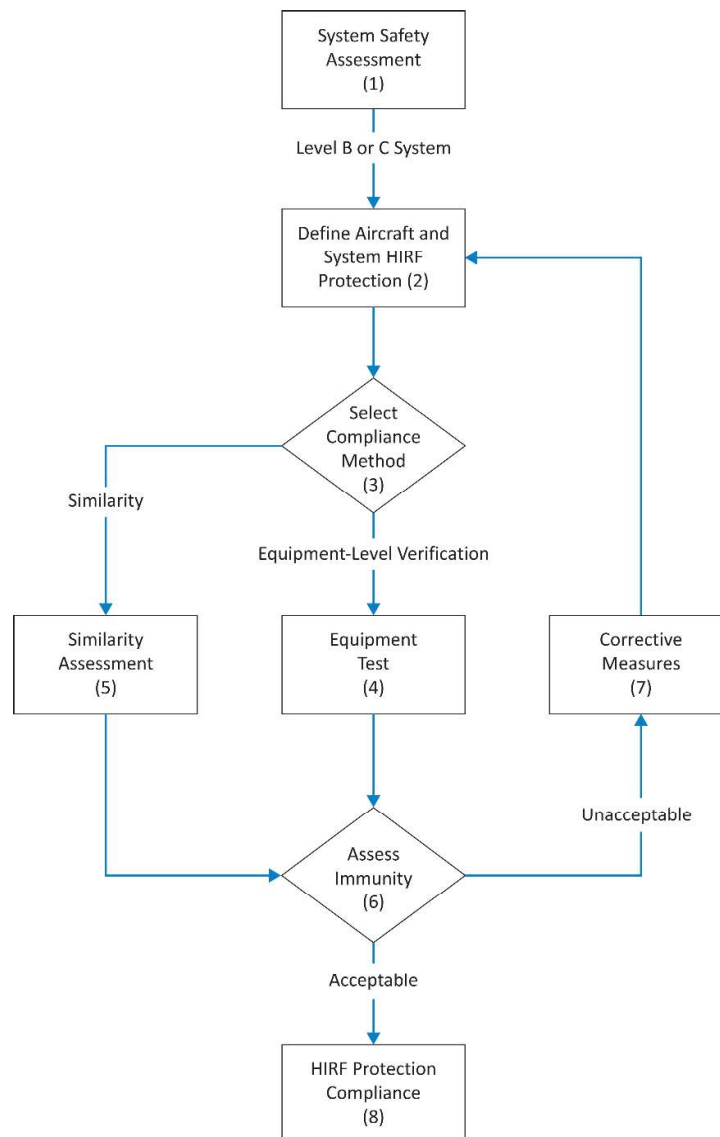 System Safety
Assessment
(1)
Level B or C System
Define Aircraft and
System HIRF
Protection (2)
Select
Compliance
Method
(3)
Similarity
Equipment-Level Verification
Similarity
Assessment
(5)
Equipment
Test
(4)
Corrective
Measures
(7)
Unacceptable
Assess
Immunity
(6)
Acceptable
HIRF Protection
Compliance
(8)